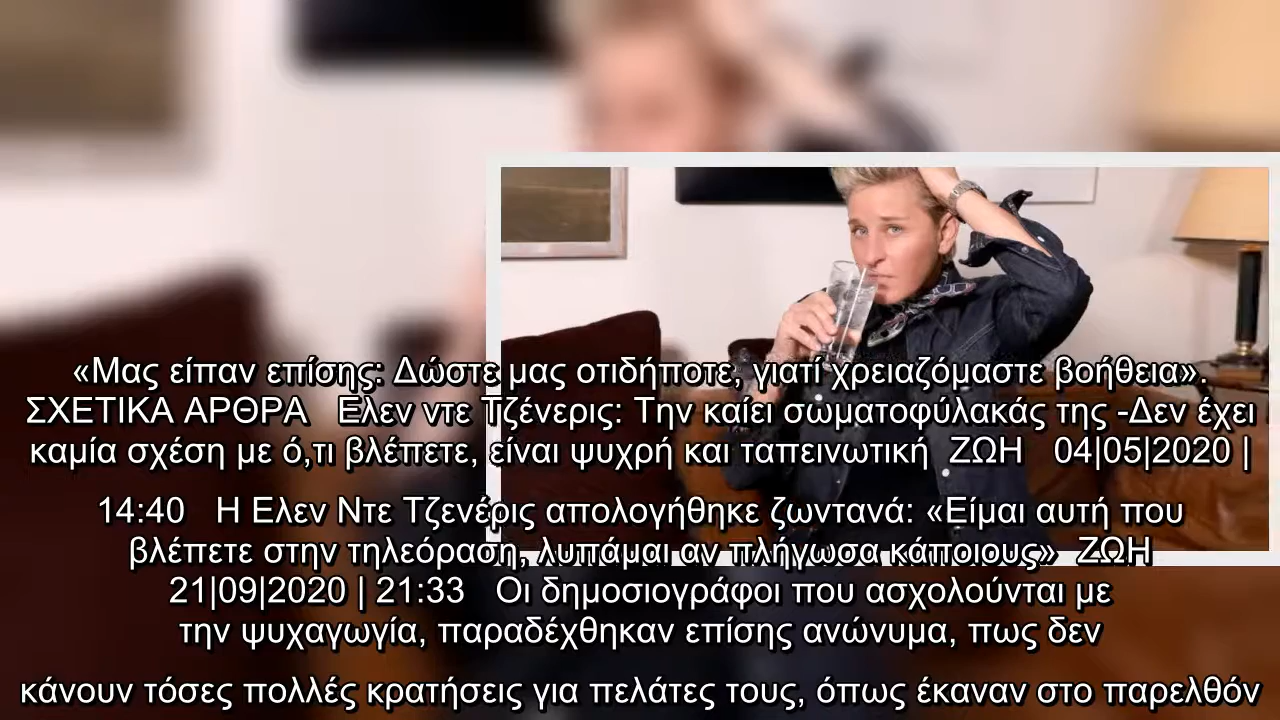 «Μας είπαν επίσης: Δώστε μας οτιδήποτε, γιατί χρειαζόμαστε βοήθεια».
ΣΧΕΤΙΚΑ ΑΡΘΡΑ   Ελεν ντε Τζένερις: Την καίει σωματοφύλακάς της -Δεν έχει
καμία σχέση με ό,τι βλέπετε, είναι ψυχρή και ταπεινωτική  ΖΩΗ   04|05|2020 |
14:40   Η Ελεν Ντε Τζενέρις απολογήθηκε ζωντανά: «Είμαι αυτή που
βλέπετε στην τηλεόραση, λυπάμαι αν πλήγωσα κάποιους»  ΖΩΗ
21|09|2020 | 21:33   Οι δημοσιογράφοι που ασχολούνται με
την ψυχαγωγία, παραδέχθηκαν επίσης ανώνυμα, πως δεν
κάνουν τόσες πολλές κρατήσεις για πελάτες τους, όπως έκαναν στο παρελθόν